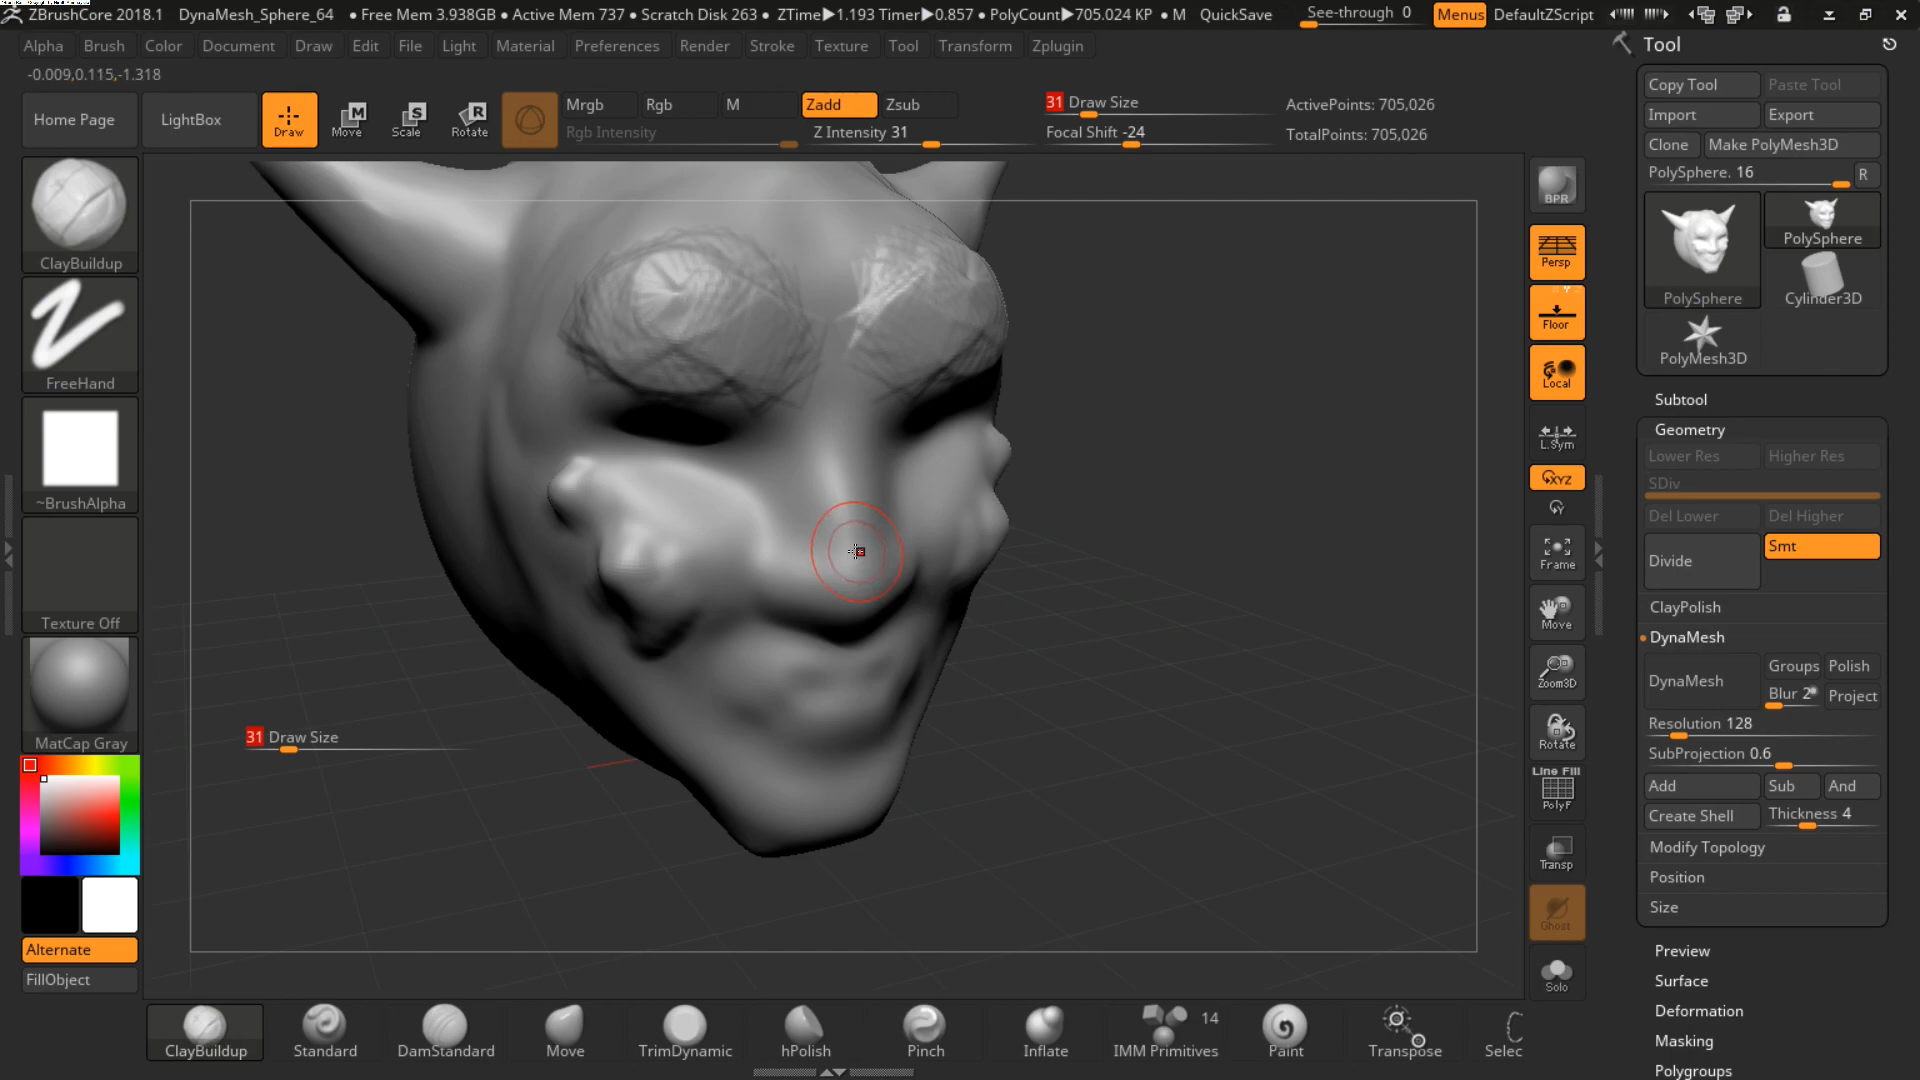 ZBrushCore 2018.1 DynaMesh_Sphere_64 • Free Mem 3.938GB • Active Mem 737 • Scratch Disk 263 • ZTime▶1.193 Timer▶0.857 • PolyCount▶705.024 KP • M QuickSave See-through 0 Menus DefaultZScript
Alpha Brush Color Document Draw Edit File Light Material Preferences Render Stroke Texture Tool Transform Zplugin
-0.009,0.115,-1.318
Home Page
LightBox
Draw
M Move
S Scale
R Rotate
Mrgb Rgb M Zadd Zsub
Rgb Intensity
Z Intensity 31
31 Draw Size
Focal Shift -24
ActivePoints: 705,026
TotalPoints: 705,026
ClayBuildup
FreeHand
~BrushAlpha
Texture Off
MatCap Gray
Alternate
FillObject
31 Draw Size
BPR
Persp
Floor
Local
L.Sym
XYZ
Y
Frame
Move
Zoom3D
Rotate
Line Fill
PolyF
Transp
Ghost
Solo
Tool
Copy Tool Paste Tool
Import Export
Clone Make PolyMesh3D
PolySphere. 16 R
PolySphere
PolySphere
Cylinder3D
PolyMesh3D
Subtool
Geometry
Lower Res Higher Res
SDiv
Del Lower Del Higher
Divide Smt
ClayPolish
DynaMesh
DynaMesh Groups Polish
Blur 2 Project
Resolution 128
SubProjection 0.6
Add Sub And
Create Shell Thickness 4
Modify Topology
Position
Size
Preview
Surface
Deformation
Masking
Polygroups
ClayBuildup Standard DamStandard Move TrimDynamic hPolish Pinch Inflate IMM Primitives 14 Paint Transpose Selec